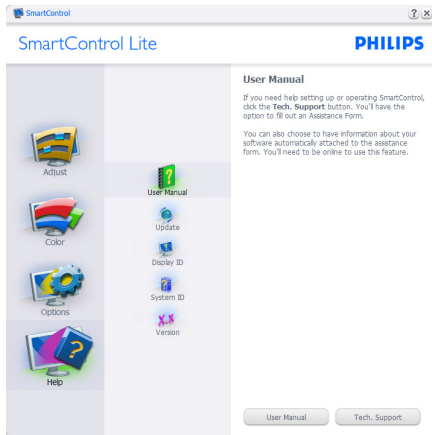 SmartControl
SmartControl Lite
PHILIPS
Adjust
Color
Options
Help
User Manual
Update
Display ID
System ID
X.X
Version
User Manual
If you need help setting up or operating SmartControl,
click the Tech. Support button. You'll have the
option to fill out an Assistance Form.
You can also choose to have information about your
software automatically attached to the assistance
form. You'll need to be online to use this feature.
User Manual
Tech. Support